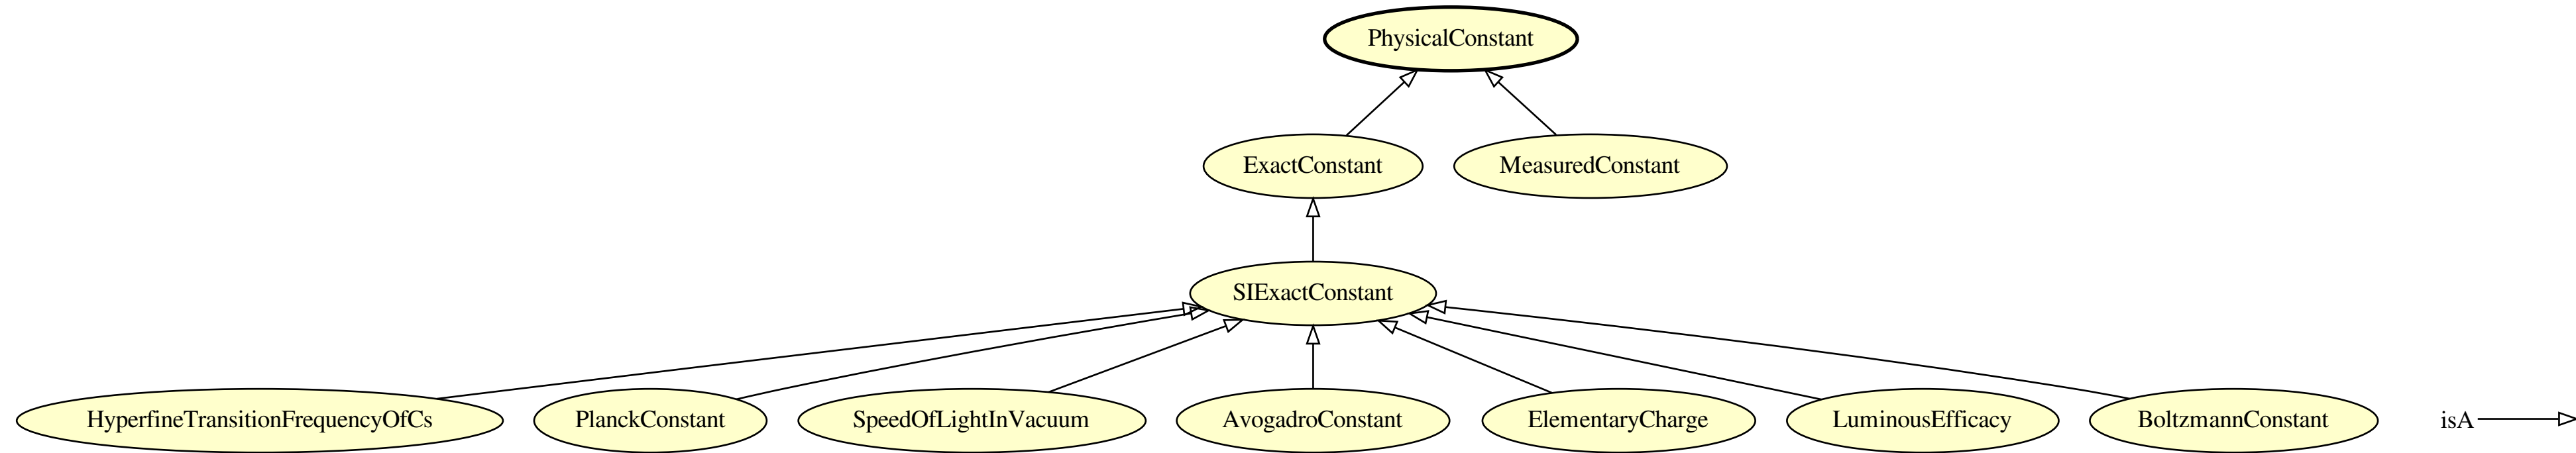 PhysicalConstant
ExactConstant
MeasuredConstant
SIExactConstant
HyperfineTransitionFrequencyOfCs
PlanckConstant
SpeedOfLightInVacuum
AvogadroConstant
ElementaryCharge
LuminousEfficacy
BoltzmannConstant
isA